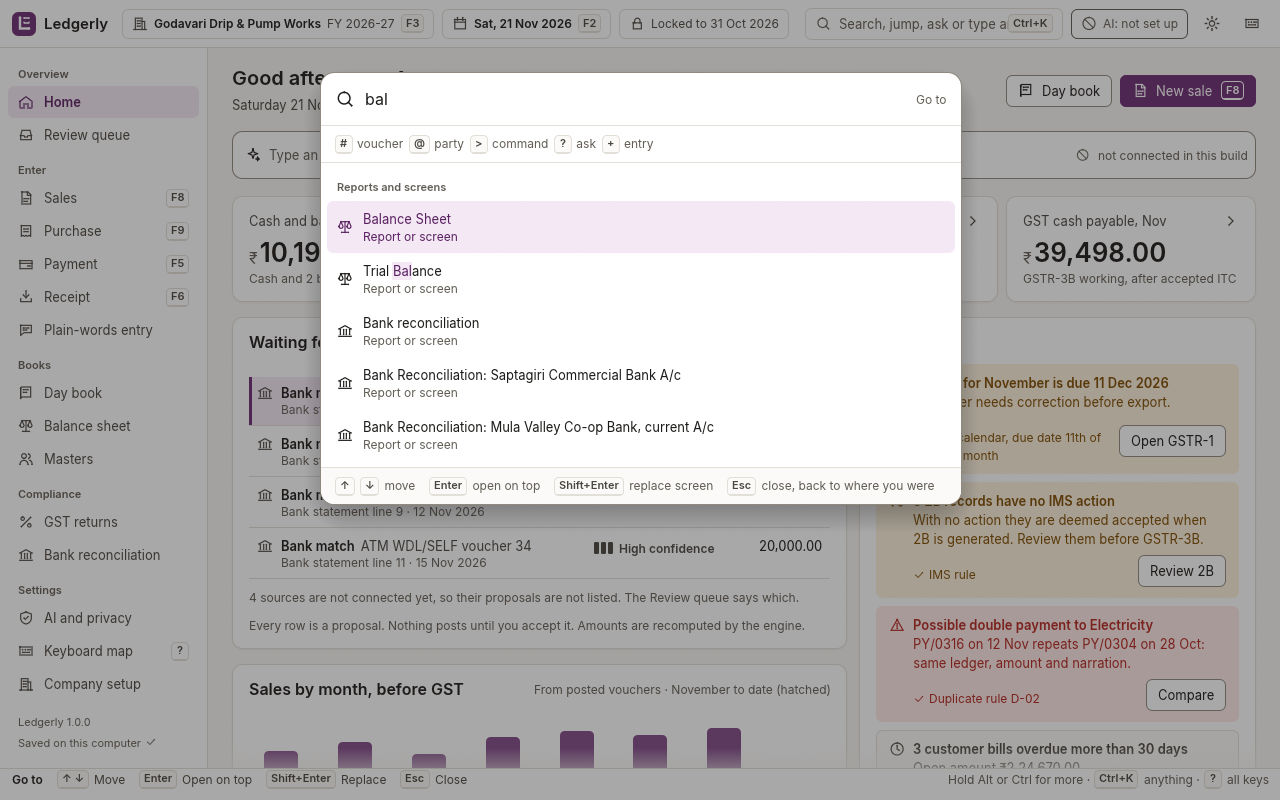 Ledgerly
Godavari Drip & Pump Works FY 2026-27 F3
Sat, 21 Nov 2026 F2
Locked to 31 Oct 2026
Search, jump, ask or type a Ctrl+K
AI: not set up
Overview
Home
Review queue
Enter
Sales F8
Purchase F9
Payment F5
Receipt F6
Plain-words entry
Books
Day book
Balance sheet
Masters
Compliance
GST returns
Bank reconciliation
Settings
AI and privacy
Keyboard map ?
Company setup
Ledgerly 1.0.0
Saved on this computer
Good
Saturday 21
Day book
New sale F8
Type an
not connected in this build
Cash and
₹10,19
Cash and 2
GST cash payable, Nov
₹39,498.00
GSTR-3B working, after accepted ITC
bal
Go to
# voucher @ party > command ? ask + entry
Reports and screens
Balance Sheet
Report or screen
Trial Balance
Report or screen
Bank reconciliation
Report or screen
Bank Reconciliation: Saptagiri Commercial Bank A/c
Report or screen
Bank Reconciliation: Mula Valley Co-op Bank, current A/c
Report or screen
↑ ↓ move Enter open on top Shift+Enter replace screen Esc close, back to where you were
Waiting
Bank
Bank
Bank
Bank
Bank
Bank statement line 9 · 12 Nov 2026
Bank match ATM WDL/SELF voucher 34
High confidence
20,000.00
Bank statement line 11 · 15 Nov 2026
4 sources are not connected yet, so their proposals are not listed. The Review queue says which.
Every row is a proposal. Nothing posts until you accept it. Amounts are recomputed by the engine.
Sales by month, before GST
From posted vouchers · November to date (hatched)
for November is due 11 Dec 2026
needs correction before export.
calendar, due date 11th of
month
Open GSTR-1
records have no IMS action
With no action they are deemed accepted when
2B is generated. Review them before GSTR-3B.
IMS rule
Review 2B
Possible double payment to Electricity
PY/0316 on 12 Nov repeats PY/0304 on 28 Oct:
same ledger, amount and narration.
Duplicate rule D-02
Compare
3 customer bills overdue more than 30 days
Open amount ₹2,24,670.00
Go to ↑↓ Move Enter Open on top Shift+Enter Replace Esc Close
Hold Alt or Ctrl for more · Ctrl+K anything · ? all keys